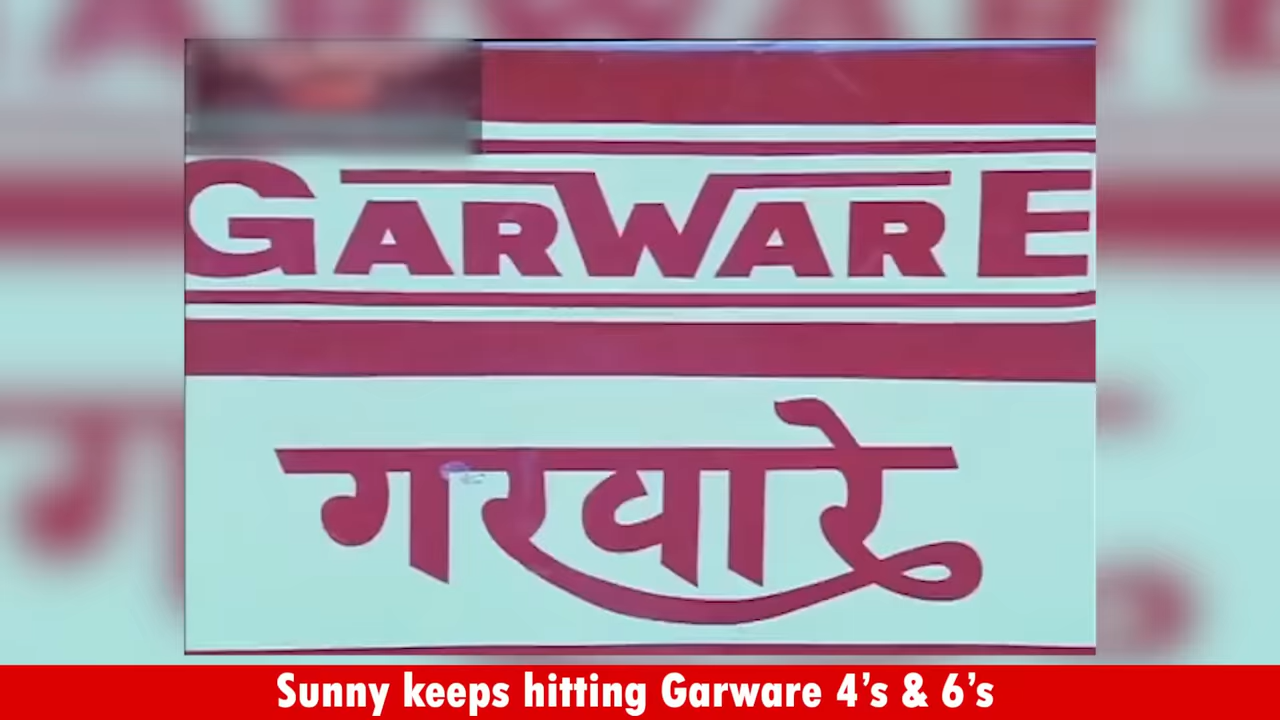 GARWARE
गरवारे
Sunny keeps hitting Garware 4’s & 6’s